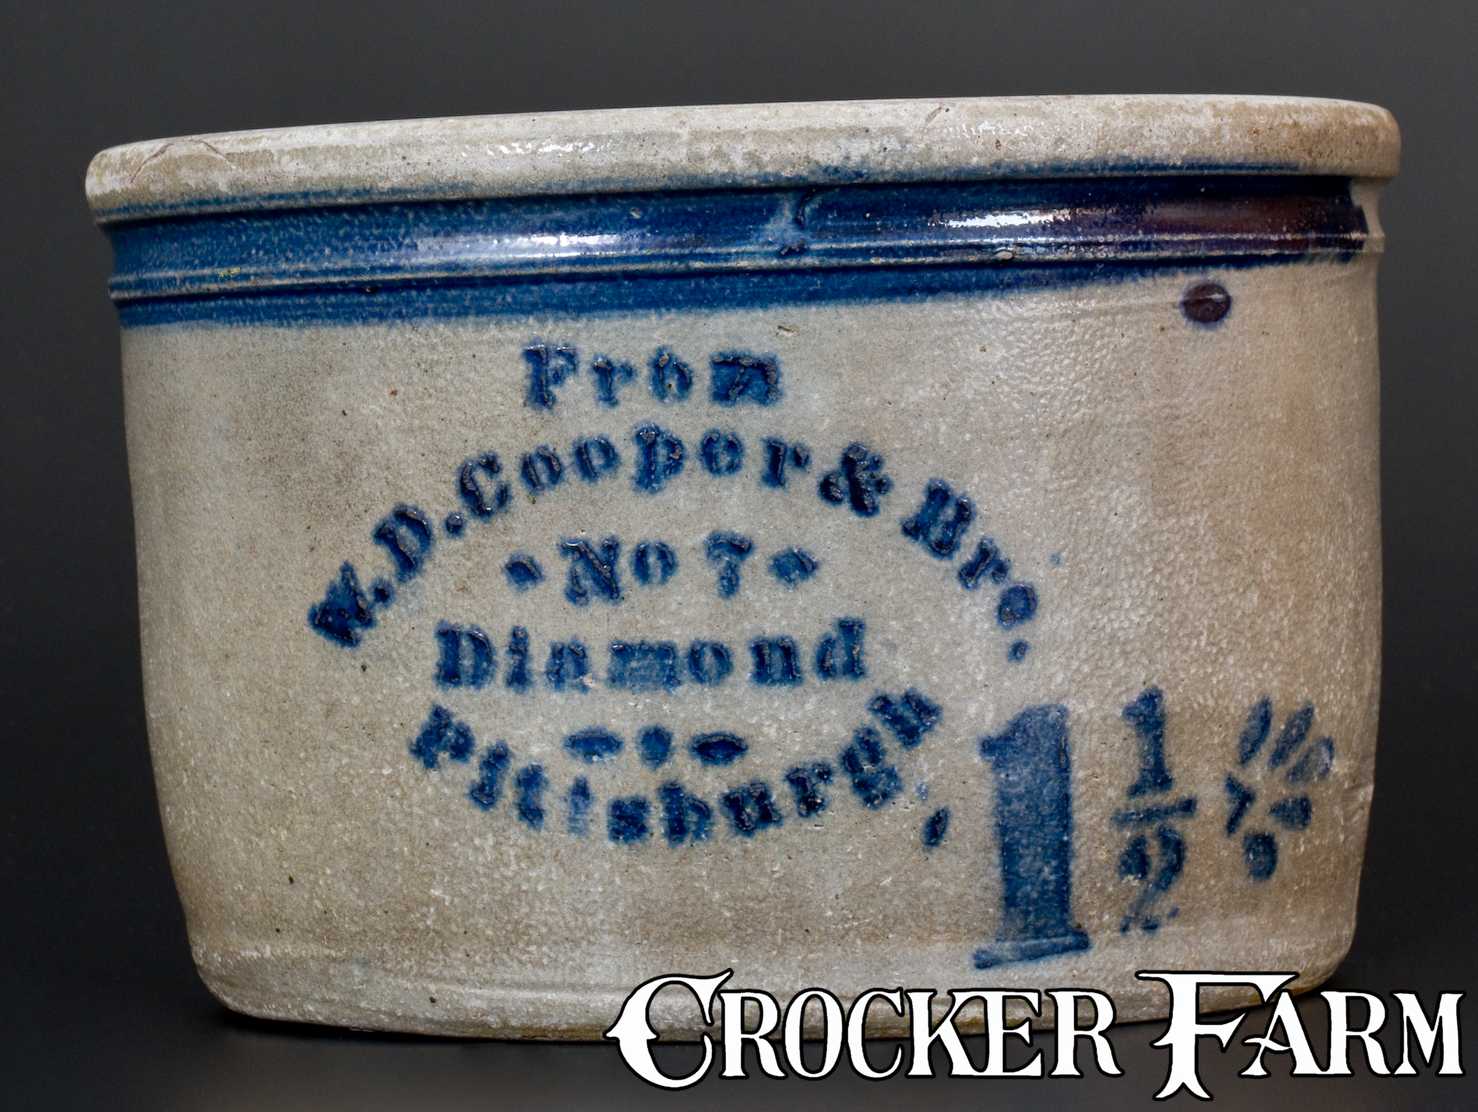 From
W.D. Cooper & Bro.
No 7
Diamond
Pittsburgh,
1 1/2
CROCKER FARM